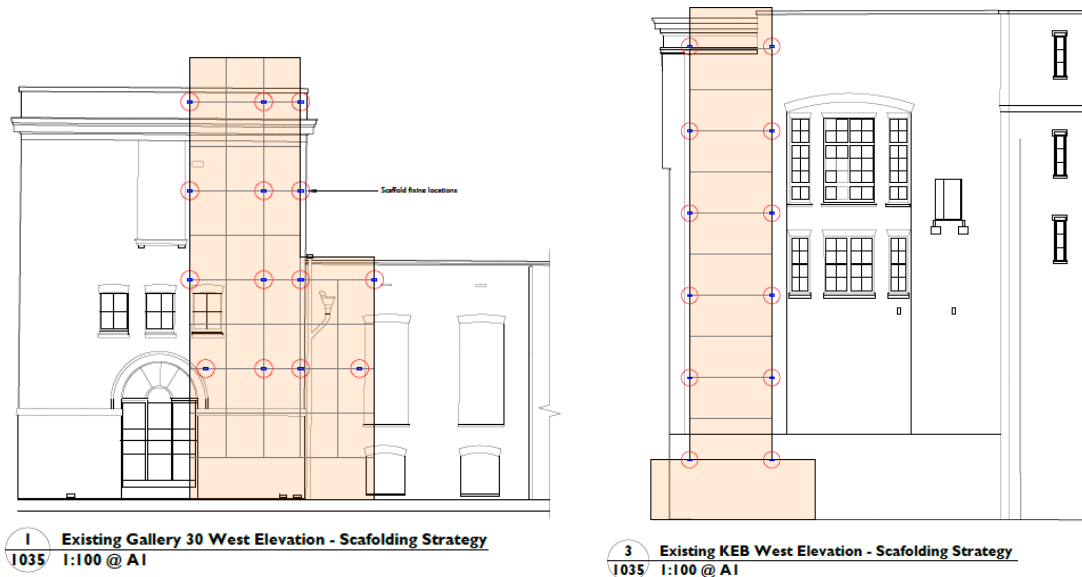 Scaffold fixing locations
1
1035
Existing Gallery 30 West Elevation - Scafolding Strategy
1:100 @ A1
3
1035
Existing KEB West Elevation - Scafolding Strategy
1:100 @ A1